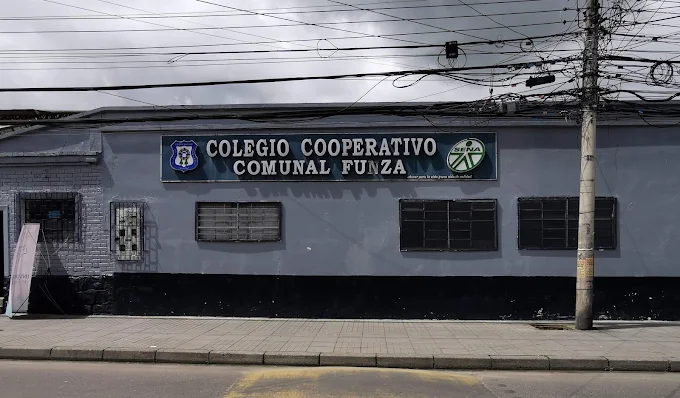 COLEGIO COOPERATIVO
COMUNAL FUNZA
SENA